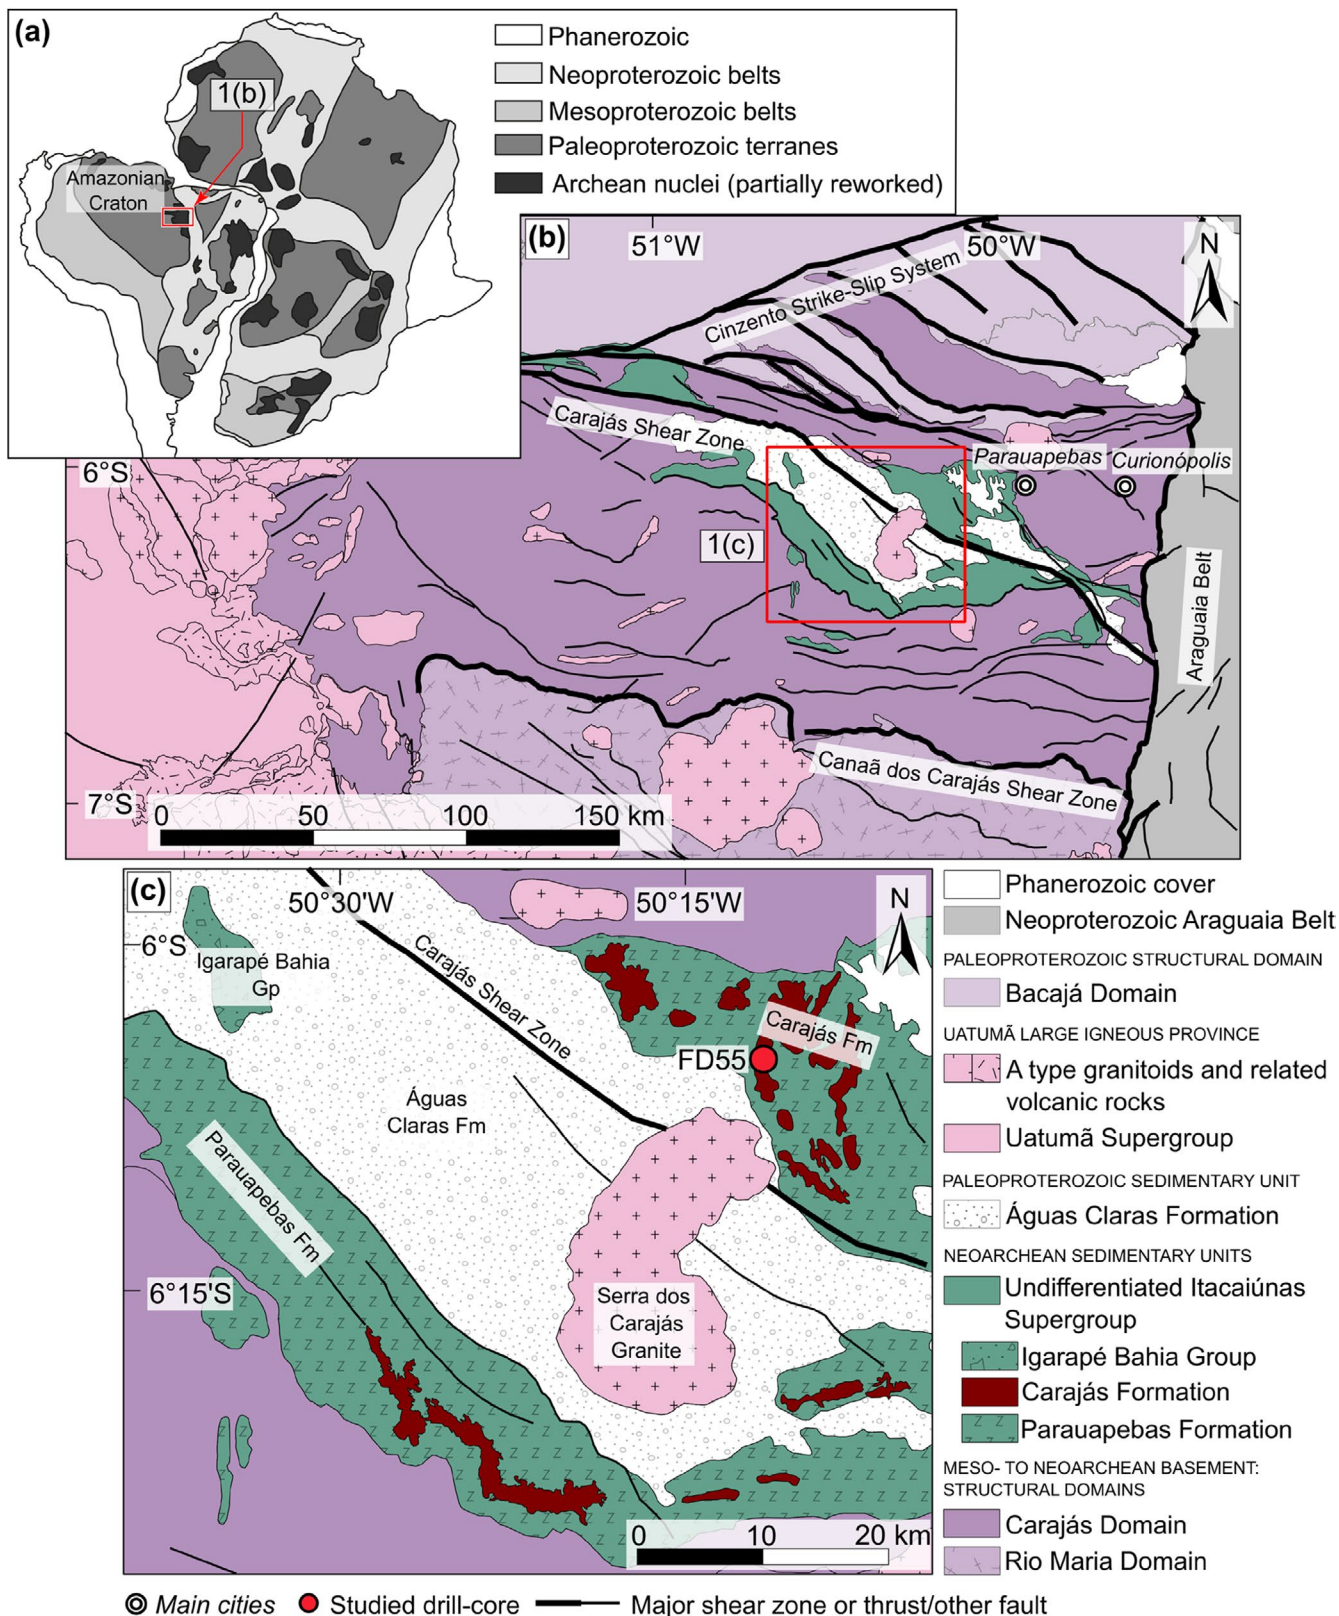 (a)
Phanerozoic
Neoproterozoic belts
Mesoproterozoic belts
Paleoproterozoic terranes
Archean nuclei (partially reworked)
1(b)
Amazonian
Craton
(b)
51°W
50°W
N
Cinzento Strike-Slip System
Carajás Shear Zone
Parauapebas
Curionópolis
6°S
1(c)
Araguaia Belt
Canaã dos Carajás Shear Zone
7°S
0 50 100 150 km
(c)
50°30'W
50°15'W
N
6°S
Igarapé Bahia
Gp
Carajás Shear Zone
Carajás Fm
FD55
Águas
Claras Fm
Parauapebas Fm
6°15'S
Serra dos
Carajás
Granite
0 10 20 km
Phanerozoic cover
Neoproterozoic Araguaia Belt
PALEOPROTEROZOIC STRUCTURAL DOMAIN
Bacajá Domain
UATUMÃ LARGE IGNEOUS PROVINCE
A type granitoids and related
volcanic rocks
Uatumã Supergroup
PALEOPROTEROZOIC SEDIMENTARY UNIT
Águas Claras Formation
NEOARCHEAN SEDIMENTARY UNITS
Undifferentiated Itacaiúnas
Supergroup
Igarapé Bahia Group
Carajás Formation
Parauapebas Formation
MESO- TO NEOARCHEAN BASEMENT:
STRUCTURAL DOMAINS
Carajás Domain
Rio Maria Domain
Main cities
Studied drill-core
Major shear zone or thrust/other fault